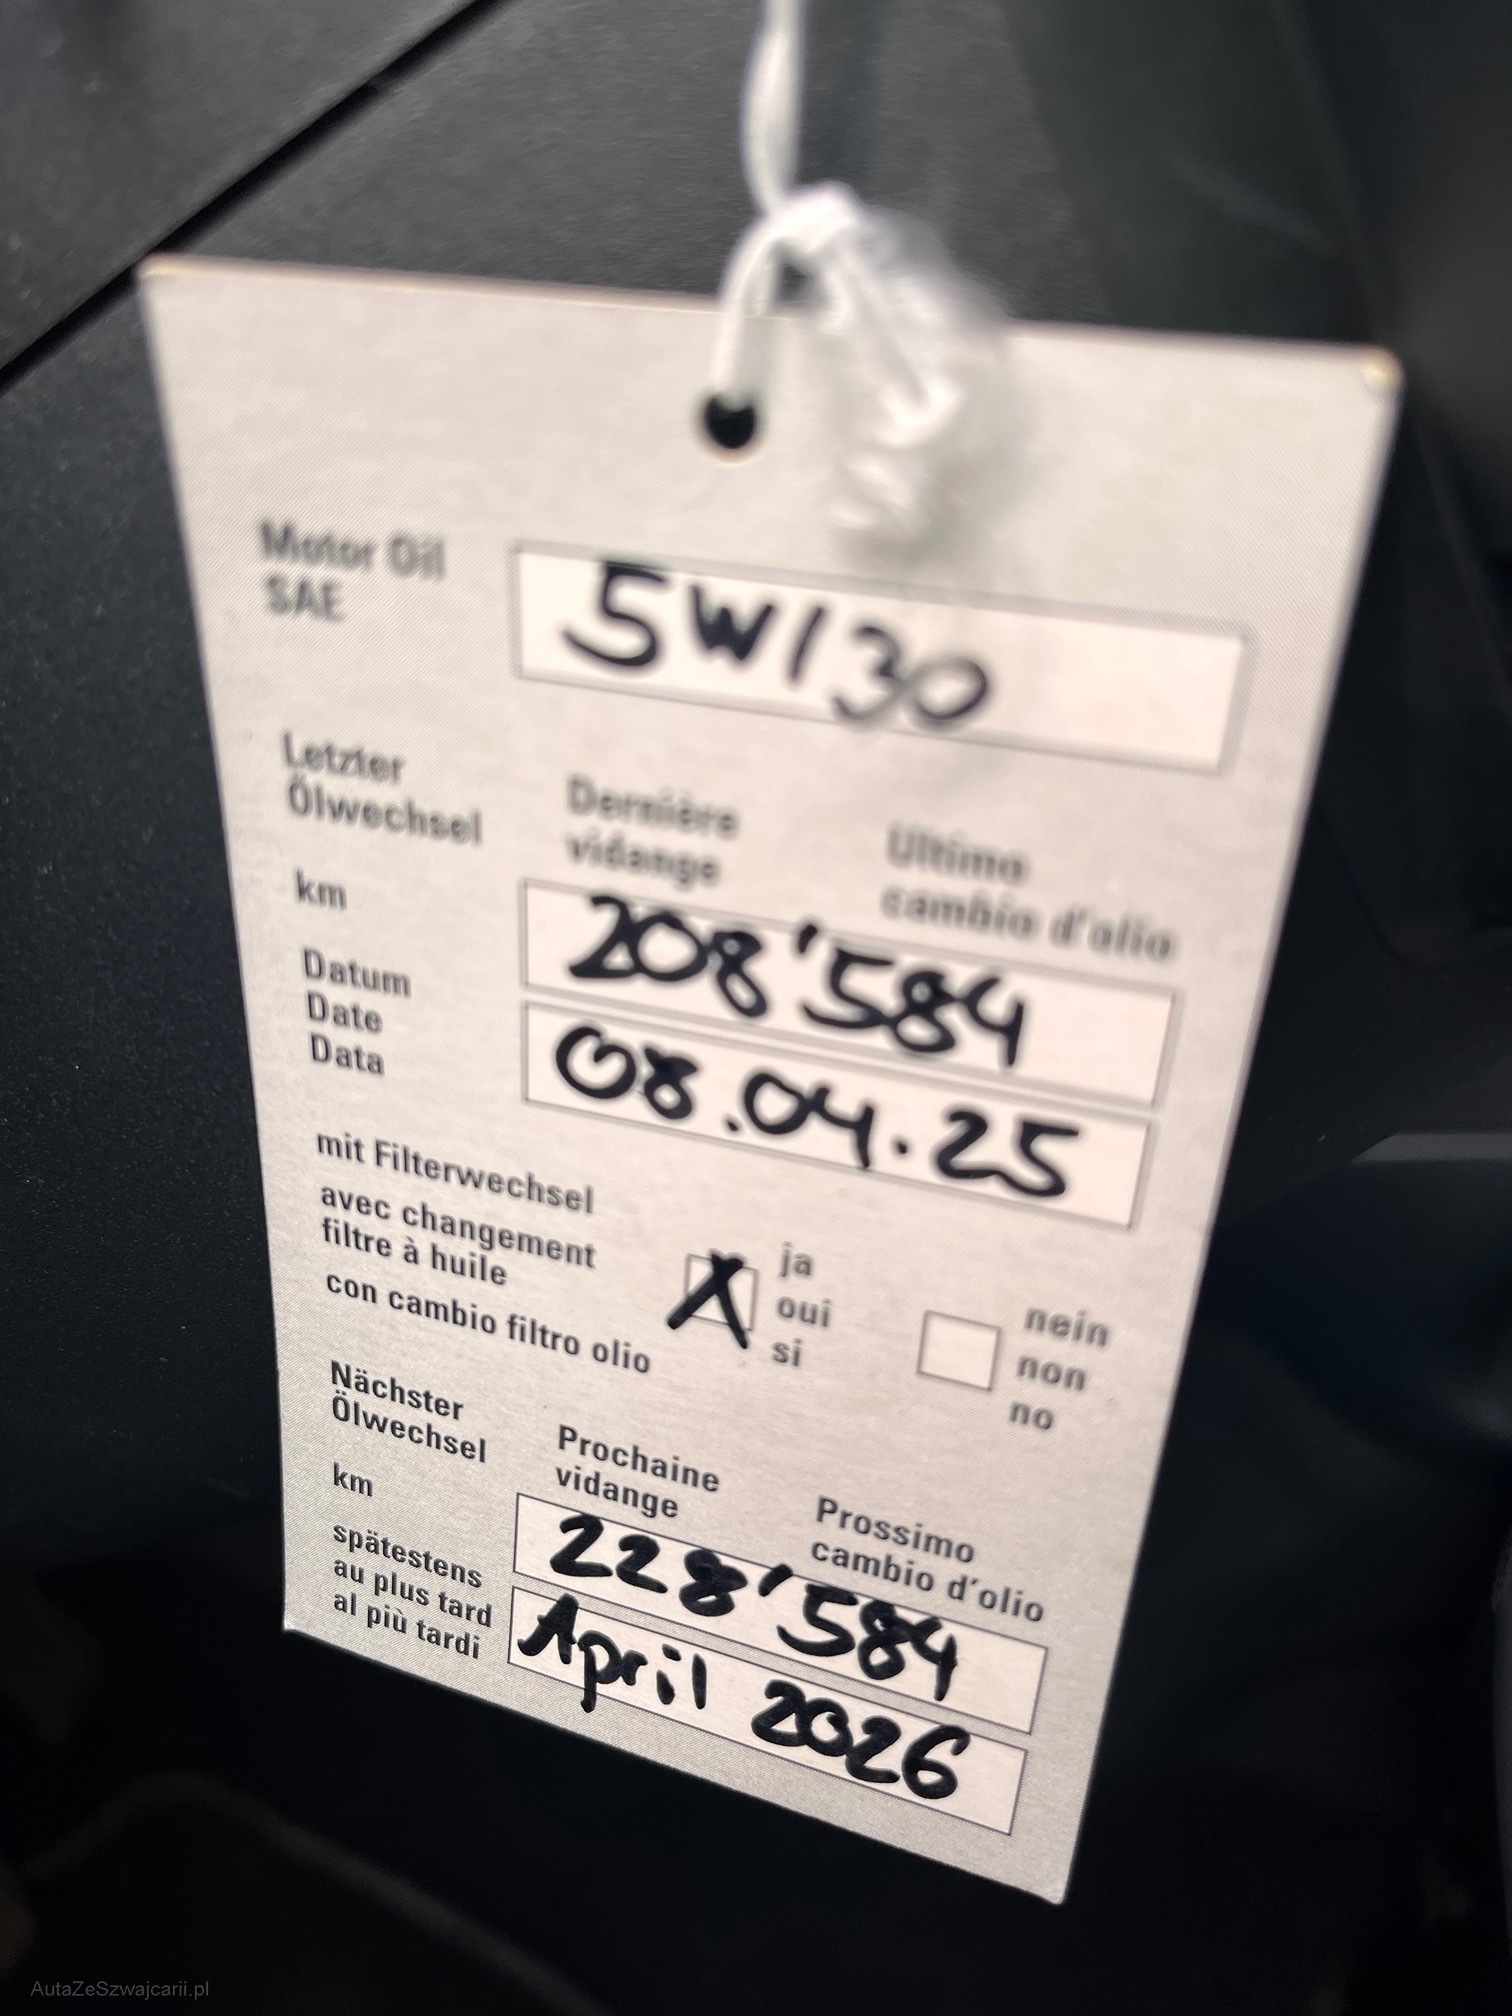 Motor Oil
SAE
5W/30
Letzter
Ölwechsel
Dernière
vidange
Ultimo
cambio d'olio
km
208'584
Datum
Date
Data
08.04.25
mit Filterwechsel
avec changement
filtre à huile
con cambio filtro olio
X
ja
oui
si
nein
non
no
Nächster
Ölwechsel
Prochaine
vidange
Prossimo
cambio d'olio
km
228'584
spätestens
au plus tard
al più tardi
April 2026
AutaZeSzwajcarii.pl